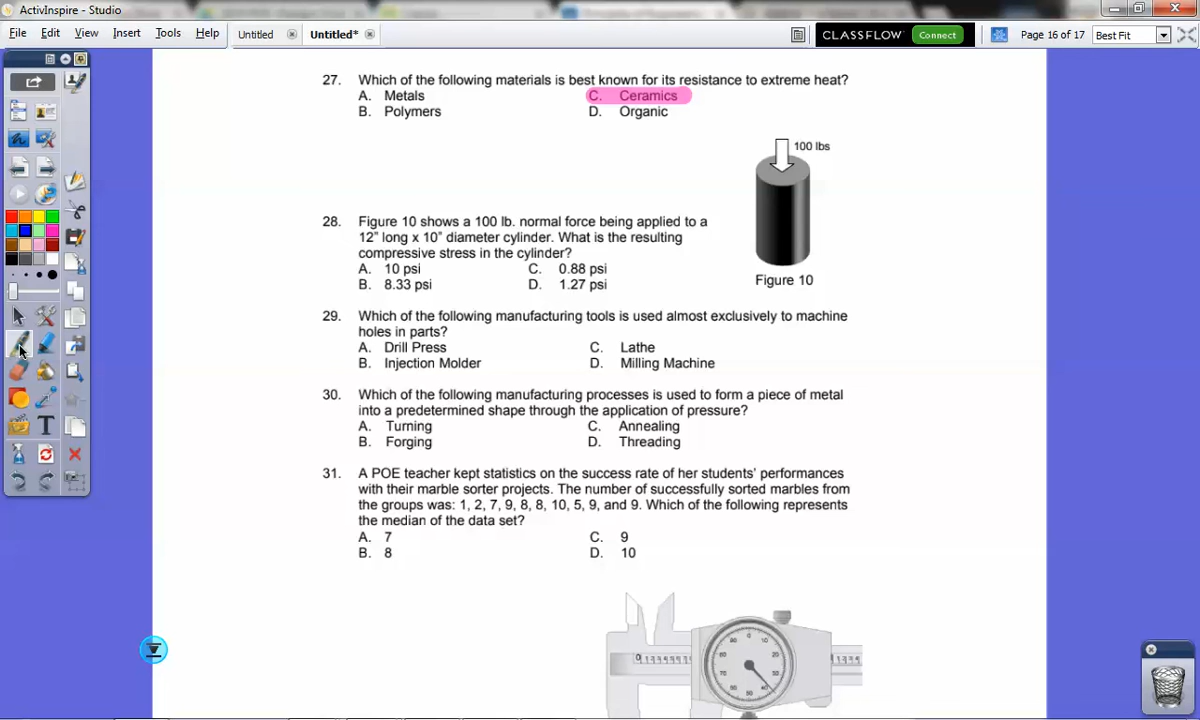 ActivInspire - Studio
File Edit View Insert Tools Help Untitled Untitled* CLASSFLOW Connect Page 16 of 17 Best Fit
27. Which of the following materials is best known for its resistance to extreme heat?
A. Metals C. Ceramics
B. Polymers D. Organic
100 lbs
28. Figure 10 shows a 100 lb. normal force being applied to a
12" long x 10" diameter cylinder. What is the resulting
compressive stress in the cylinder?
A. 10 psi C. 0.88 psi
B. 8.33 psi D. 1.27 psi
Figure 10
29. Which of the following manufacturing tools is used almost exclusively to machine
holes in parts?
A. Drill Press C. Lathe
B. Injection Molder D. Milling Machine
30. Which of the following manufacturing processes is used to form a piece of metal
into a predetermined shape through the application of pressure?
A. Turning C. Annealing
B. Forging D. Threading
31. A POE teacher kept statistics on the success rate of her students' performances
with their marble sorter projects. The number of successfully sorted marbles from
the groups was: 1, 2, 7, 9, 8, 8, 10, 5, 9, and 9. Which of the following represents
the median of the data set?
A. 7 C. 9
B. 8 D. 10
0 10
20